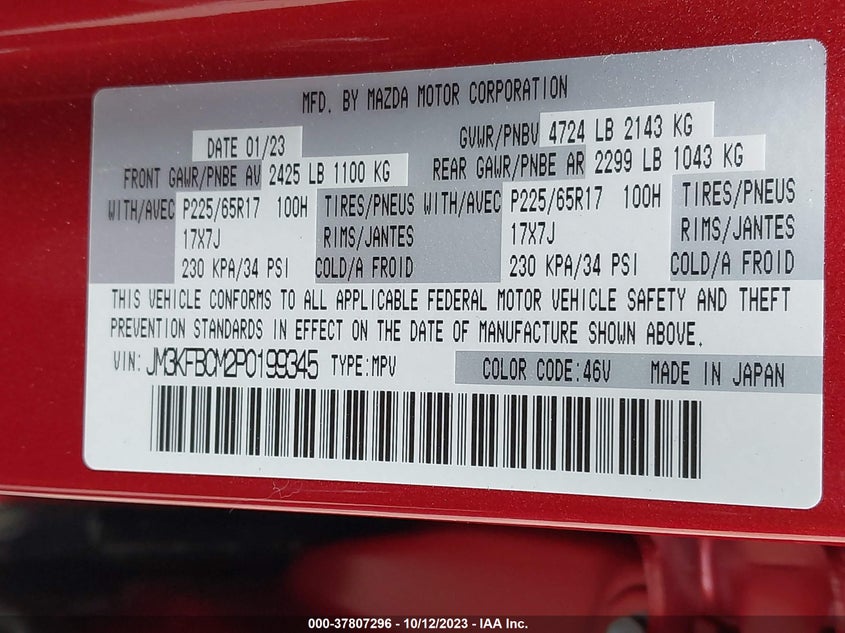 MFD. BY MAZDA MOTOR CORPORATION
DATE 01/23 GVWR/PNBV 4724 LB 2143 KG
FRONT GAWR/PNBE AV 2425 LB 1100 KG REAR GAWR/PNBE AR 2299 LB 1043 KG
WITH/AVEC P225/65R17 100H TIRES/PNEUS WITH/AVEC P225/65R17 100H TIRES/PNEUS
17X7J RIMS/JANTES 17X7J RIMS/JANTES
230 KPA/34 PSI COLD/A FROID 230 KPA/34 PSI COLD/A FROID
THIS VEHICLE CONFORMS TO ALL APPLICABLE FEDERAL MOTOR VEHICLE SAFETY AND THEFT
PREVENTION STANDARDS IN EFFECT ON THE DATE OF MANUFACTURE SHOWN ABOVE.
VIN: JM3KFBCM2P0199345 TYPE:MPV COLOR CODE:46V MADE IN JAPAN
000-37807296 - 10/12/2023 - IAA Inc.